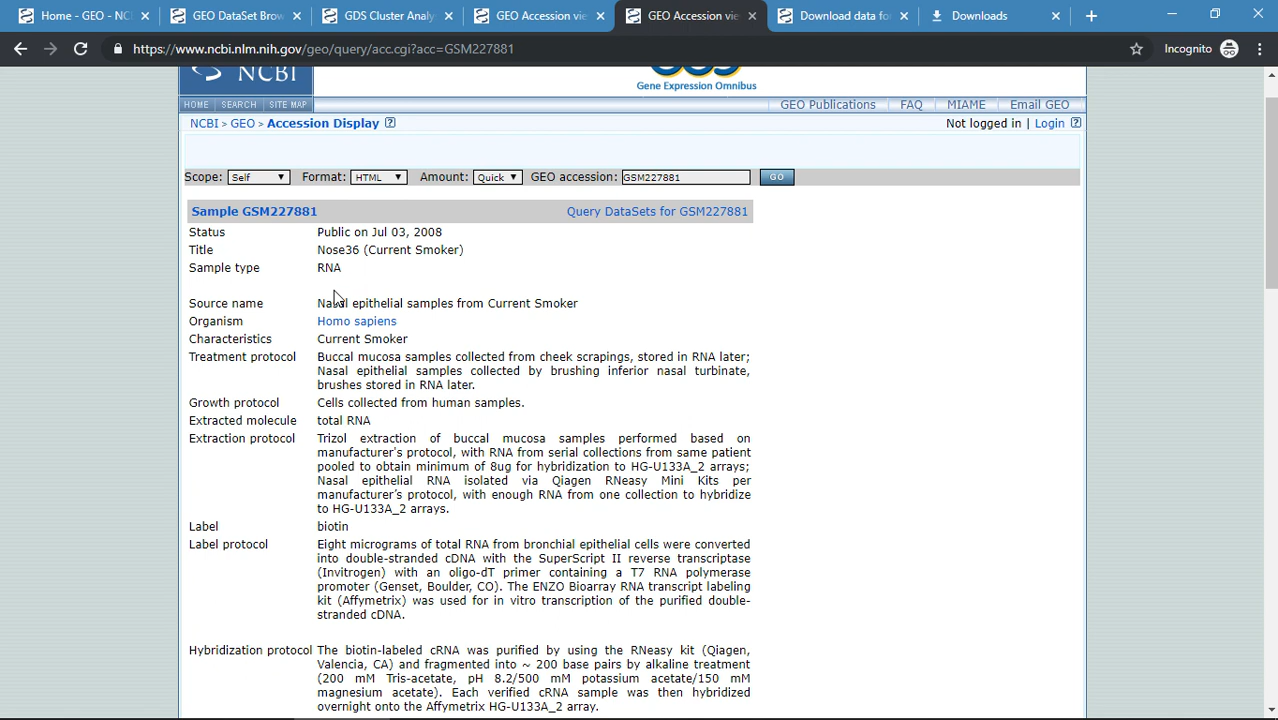 Home - GEO - NC
GEO DataSet Brow
GDS Cluster Analy
GEO Accession vie
GEO Accession vie
Download data fo
Downloads
https://www.ncbi.nlm.nih.gov/geo/query/acc.cgi?acc=GSM227881
Incognito
NCBI
Gene Expression Omnibus
HOME SEARCH SITE MAP
GEO Publications FAQ MIAME Email GEO
NCBI > GEO > Accession Display ?
Not logged in | Login ?
Scope: Self Format: HTML Amount: Quick GEO accession: GSM227881 GO
Sample GSM227881 Query DataSets for GSM227881
Status Public on Jul 03, 2008
Title Nose36 (Current Smoker)
Sample type RNA
Source name Nasal epithelial samples from Current Smoker
Organism Homo sapiens
Characteristics Current Smoker
Treatment protocol Buccal mucosa samples collected from cheek scrapings, stored in RNA later;
Nasal epithelial samples collected by brushing inferior nasal turbinate,
brushes stored in RNA later.
Growth protocol Cells collected from human samples.
Extracted molecule total RNA
Extraction protocol Trizol extraction of buccal mucosa samples performed based on
manufacturer's protocol, with RNA from serial collections from same patient
pooled to obtain minimum of 8ug for hybridization to HG-U133A_2 arrays;
Nasal epithelial RNA isolated via Qiagen RNeasy Mini Kits per
manufacturer's protocol, with enough RNA from one collection to hybridize
to HG-U133A_2 arrays.
Label biotin
Label protocol Eight micrograms of total RNA from bronchial epithelial cells were converted
into double-stranded cDNA with the SuperScript II reverse transcriptase
(Invitrogen) with an oligo-dT primer containing a T7 RNA polymerase
promoter (Genset, Boulder, CO). The ENZO Bioarray RNA transcript labeling
kit (Affymetrix) was used for in vitro transcription of the purified double-
stranded cDNA.
Hybridization protocol The biotin-labeled cRNA was purified by using the RNeasy kit (Qiagen,
Valencia, CA) and fragmented into ~ 200 base pairs by alkaline treatment
(200 mM Tris-acetate, pH 8.2/500 mM potassium acetate/150 mM
magnesium acetate). Each verified cRNA sample was then hybridized
overnight onto the Affymetrix HG-U133A_2 array.